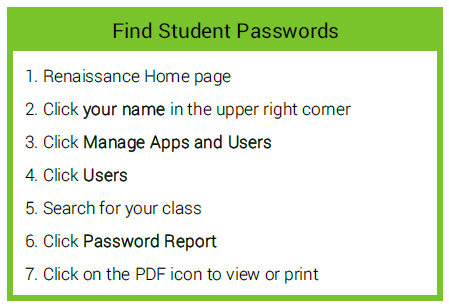 Find Student Passwords
1. Renaissance Home page
2. Click your name in the upper right corner
3. Click Manage Apps and Users
4. Click Users
5. Search for your class
6. Click Password Report
7. Click on the PDF icon to view or print